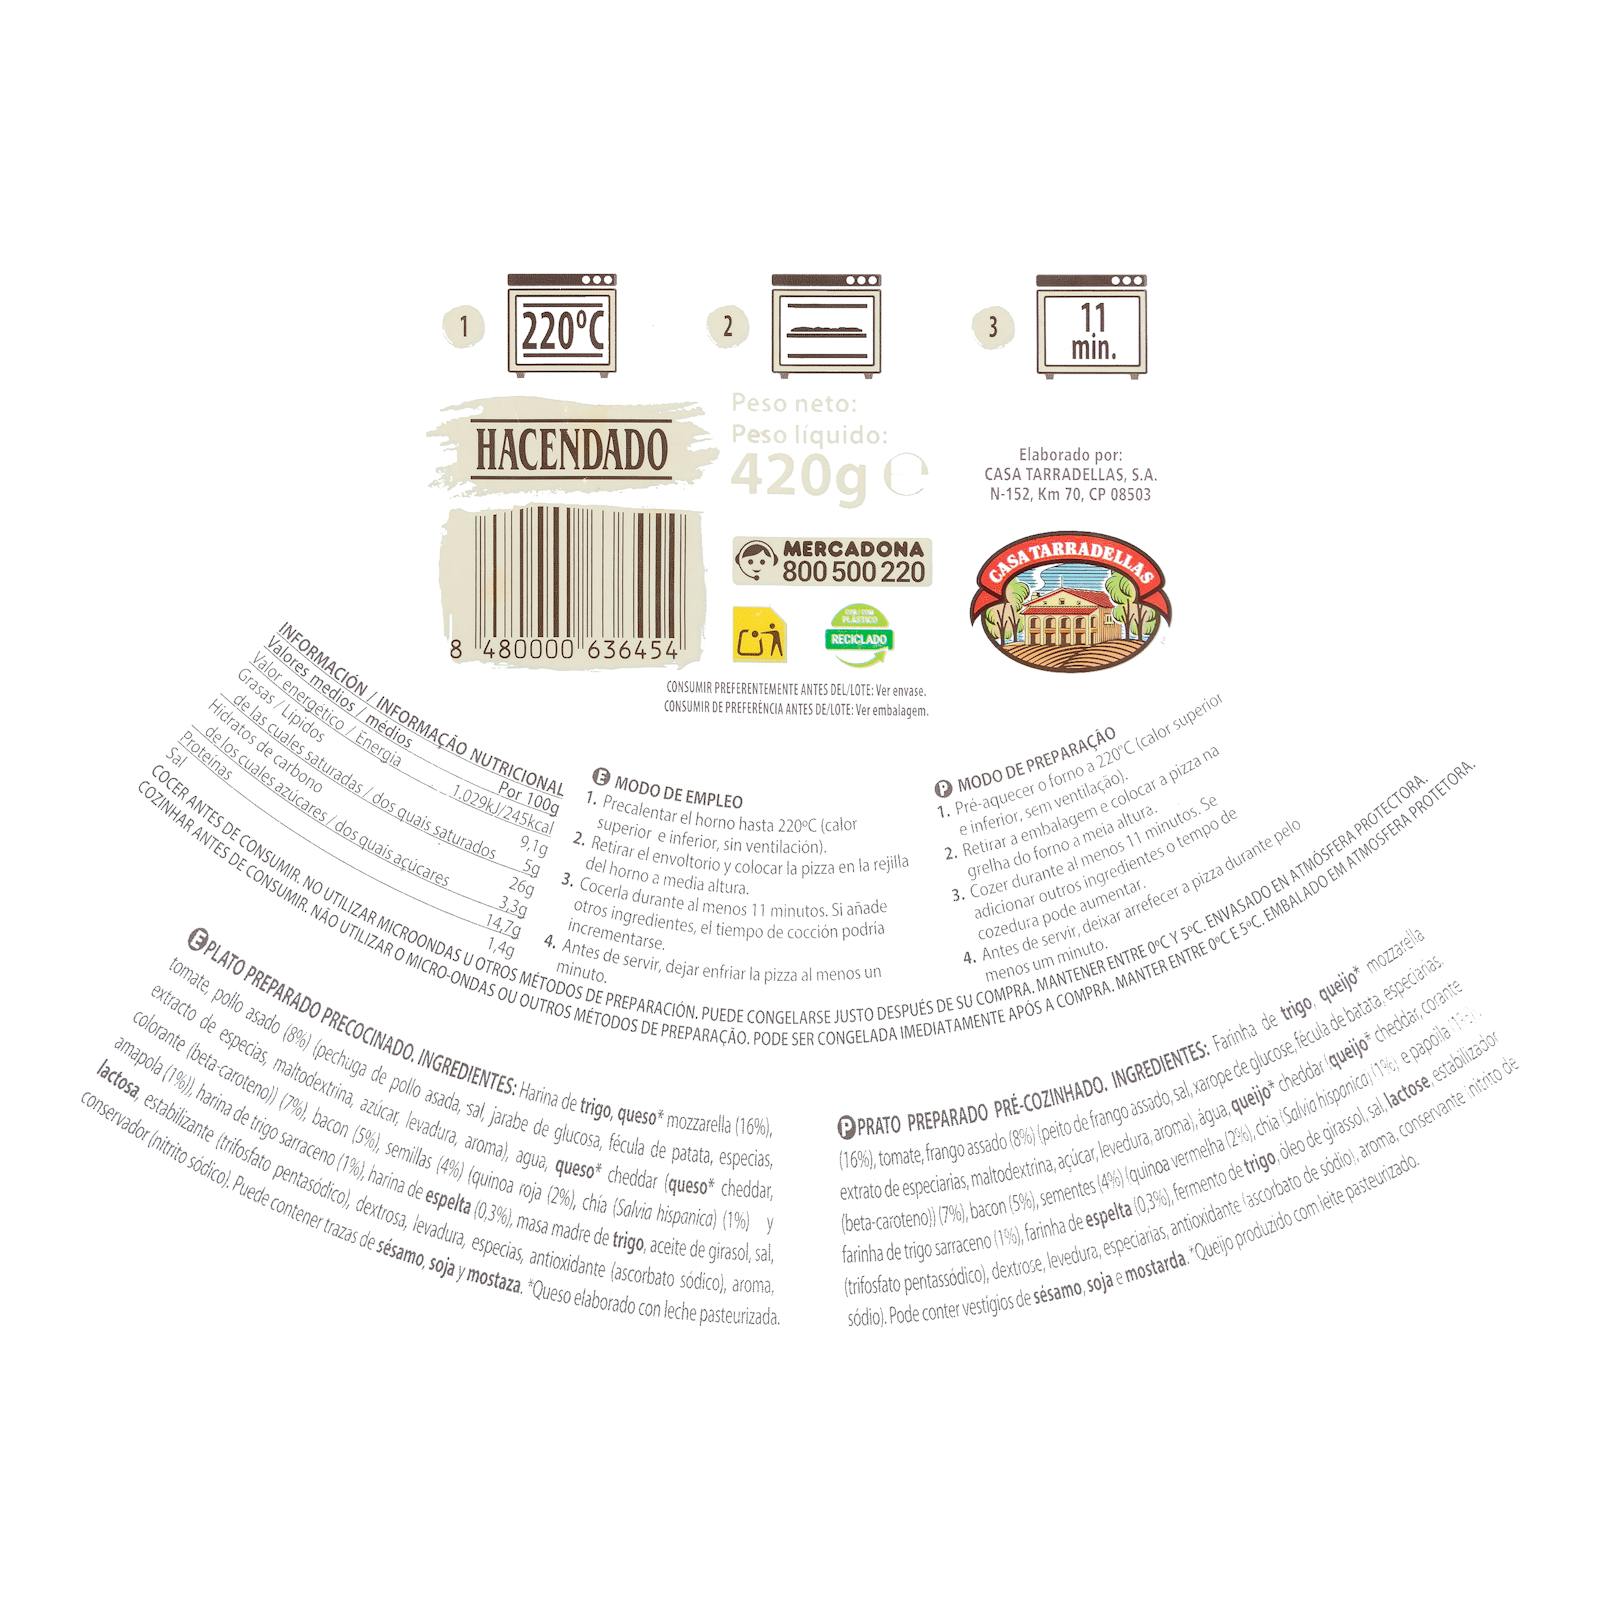 1
220ºC
2
3
11
min.
HACENDADO
Peso neto:
Peso líquido:
420g ℮
Elaborado por:
CASA TARRADELLAS, S.A.
N-152, Km 70, CP 08503
MERCADONA
800 500 220
CASA TARRADELLAS
CON / COM
PLÁSTICO
RECICLADO
8 480000 636454
CONSUMIR PREFERENTEMENTE ANTES DEL/LOTE: Ver envase.
CONSUMIR DE PREFERÊNCIA ANTES DE/LOTE: Ver embalagem.
INFORMACIÓN / INFORMAÇÃO NUTRICIONAL
Valores medios / médios Por 100g
Valor energético / Energia 1.029kJ/245kcal
Grasas / Lípidos 9,1g
de las cuales saturadas / dos quais saturados 5g
Hidratos de carbono 26g
de los cuales azúcares / dos quais açúcares 3,3g
Proteínas 14,7g
Sal 1,4g
E MODO DE EMPLEO
1. Precalentar el horno hasta 220ºC (calor
superior e inferior, sin ventilación).
2. Retirar el envoltorio y colocar la pizza en la rejilla
del horno a media altura.
3. Cocerla durante al menos 11 minutos. Si añade
otros ingredientes, el tiempo de cocción podría
incrementarse.
4. Antes de servir, dejar enfriar la pizza al menos un
minuto.
P MODO DE PREPARAÇÃO
1. Pré-aquecer o forno a 220°C (calor superior
e inferior, sem ventilação).
2. Retirar a embalagem e colocar a pizza na
grelha do forno a meia altura.
3. Cozer durante al menos 11 minutos. Se
adicionar outros ingredientes o tempo de
cozedura pode aumentar.
4. Antes de servir, deixar arrefecer a pizza durante pelo
menos um minuto.
COCER ANTES DE CONSUMIR. NO UTILIZAR MICROONDAS U OTROS MÉTODOS DE PREPARACIÓN. PUEDE CONGELARSE JUSTO DESPUÉS DE SU COMPRA. MANTENER ENTRE 0ºC Y 5ºC. ENVASADO EN ATMÓSFERA PROTECTORA.
COZINHAR ANTES DE CONSUMIR. NÃO UTILIZAR O MICRO-ONDAS OU OUTROS MÉTODOS DE PREPARAÇÃO. PODE SER CONGELADA IMEDIATAMENTE APÓS A COMPRA. MANTER ENTRE 0ºC E 5ºC. EMBALADO EM ATMOSFERA PROTETORA.
E PLATO PREPARADO PRECOCINADO. INGREDIENTES: Harina de trigo, queso* mozzarella (16%),
tomate, pollo asado (8%) (pechuga de pollo asada, sal, jarabe de glucosa, fécula de patata, especias,
extracto de especias, maltodextrina, azúcar, levadura, aroma), agua, queso* cheddar (queso* cheddar,
colorante (beta-caroteno)) (7%), bacon (5%), semillas (4%) (quinoa roja (2%), chía (Salvia hispanica) (1%) y
amapola (1%)), harina de trigo sarraceno (1%), harina de espelta (0,3%), masa madre de trigo, aceite de girasol, sal,
lactosa, estabilizante (trifosfato pentasódico), dextrosa, levadura, especias, antioxidante (ascorbato sódico), aroma,
conservador (nitrito sódico). Puede contener trazas de sésamo, soja y mostaza. *Queso elaborado con leche pasteurizada.
P PRATO PREPARADO PRÉ-COZINHADO. INGREDIENTES: Farinha de trigo, queijo* mozzarella
(16%), tomate, frango assado (8%) (peito de frango assado, sal, xarope de glucose, fécula de batata, especiarias,
extrato de especiarias, maltodextrina, açúcar, levedura, aroma), água, queijo* cheddar (queijo* cheddar, corante
(beta-caroteno)) (7%), bacon (5%), sementes (4%) (quinoa vermelha (2%), chia (Salvia hispanica) (1%) e papoila
farinha de trigo sarraceno (1%), farinha de espelta (0,3%), fermento de trigo, óleo de girassol, sal, lactose, estabilizador
(trifosfato pentassódico), dextrose, levedura, especiarias, antioxidante (ascorbato de sódio), aroma, conservante (nitrito de
sódio). Pode conter vestígios de sésamo, soja e mostarda. *Queijo produzido com leite pasteurizado.